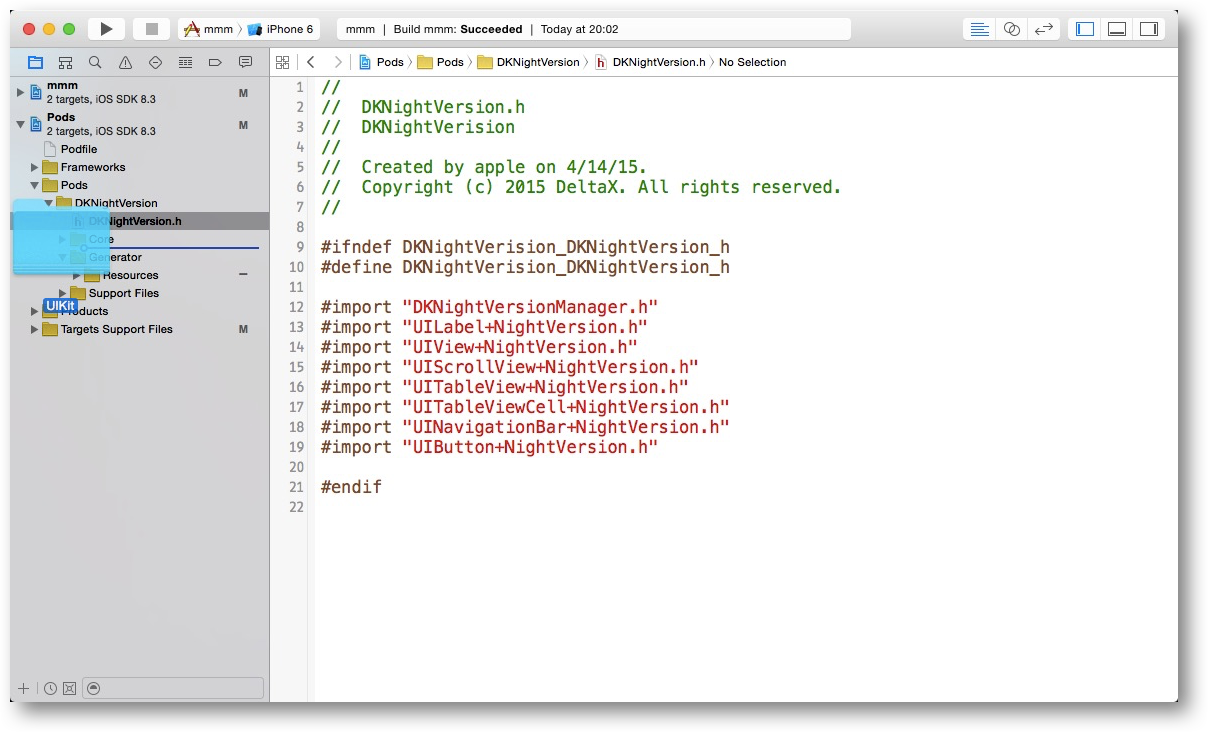 mmm 〉 iPhone 6
mmm | Build mmm: Succeeded | Today at 20:02
Pods 〉 Pods 〉 DKNightVersion 〉 h DKNightVersion.h 〉 No Selection
mmm
2 targets, iOS SDK 8.3 M
Pods
2 targets, iOS SDK 8.3 M
Podfile
Frameworks
Pods
DKNightVersion
h DKNightVersion.h
Core
Generator
Resources
Support Files
UIKit
Products
Targets Support Files M
1 //
2 //  DKNightVersion.h
3 //  DKNightVerision
4 //
5 //  Created by apple on 4/14/15.
6 //  Copyright (c) 2015 DeltaX. All rights reserved.
7 //
8
9 #ifndef DKNightVerision_DKNightVersion_h
10 #define DKNightVerision_DKNightVersion_h
11
12 #import "DKNightVersionManager.h"
13 #import "UILabel+NightVersion.h"
14 #import "UIView+NightVersion.h"
15 #import "UIScrollView+NightVersion.h"
16 #import "UITableView+NightVersion.h"
17 #import "UITableViewCell+NightVersion.h"
18 #import "UINavigationBar+NightVersion.h"
19 #import "UIButton+NightVersion.h"
20
21 #endif
22